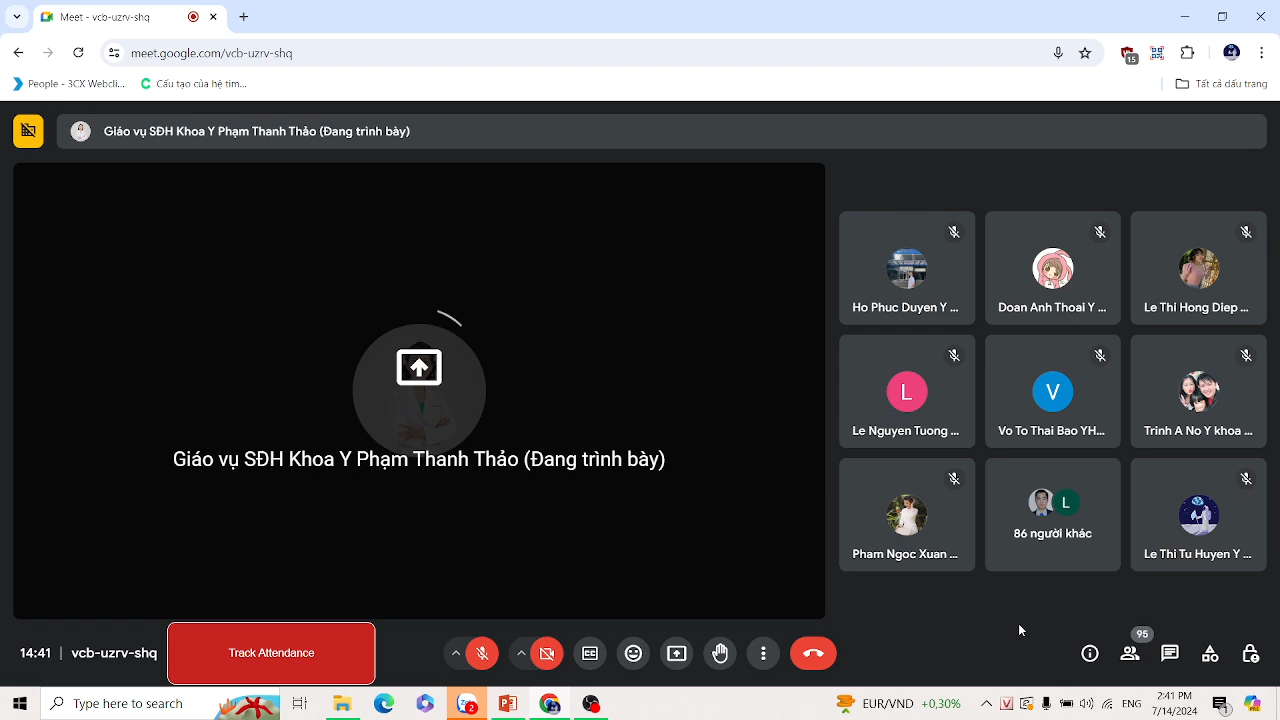 Meet - vcb-uzrv-shq
meet.google.com/vcb-uzrv-shq
15
People - 3CX Webcli...
Cấu tạo của hệ tim...
Tất cả dấu trang
Giáo vụ SĐH Khoa Y Phạm Thanh Thảo (Đang trình bày)
Giáo vụ SĐH Khoa Y Phạm Thanh Thảo (Đang trình bày)
Ho Phuc Duyen Y ...
Doan Anh Thoai Y ...
Le Thi Hong Diep ...
L
Le Nguyen Tuong ...
V
Vo To Thai Bao YH...
Trinh A No Y khoa ...
Pham Ngoc Xuan ...
L
86 người khác
Le Thi Tu Huyen Y ...
14:41 | vcb-uzrv-shq
Track Attendance
95
Type here to search
2
EUR/VND +0,30%
ENG
2:41 PM
7/14/2024
1